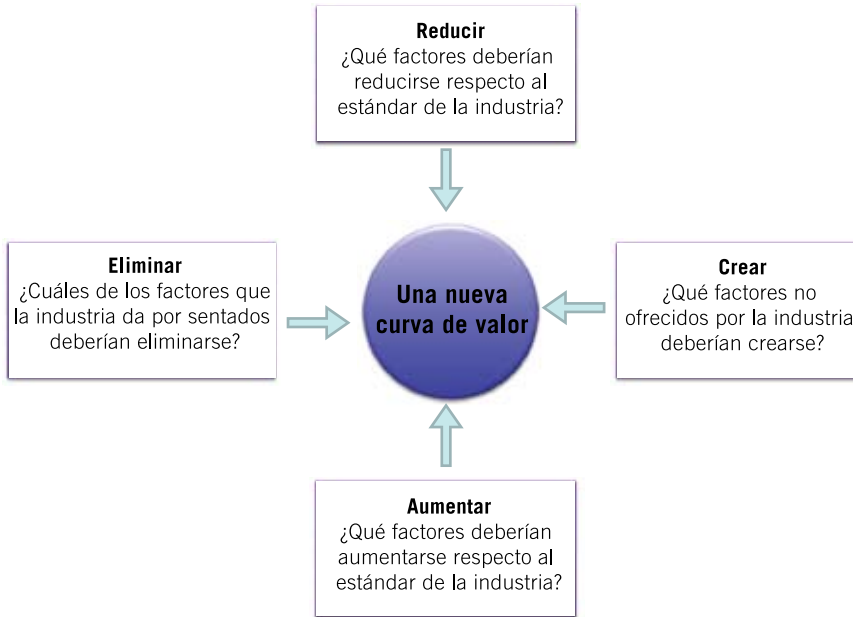 Reducir
¿Qué factores deberían
reducirse respecto al
estándar de la industria?
Eliminar
¿Cuáles de los factores que
la industria da por sentados
deberían eliminarse?
Una nueva
curva de valor
Crear
¿Qué factores no
ofrecidos por la industria
deberían crearse?
Aumentar
¿Qué factores deberían
aumentarse respecto al
estándar de la industria?